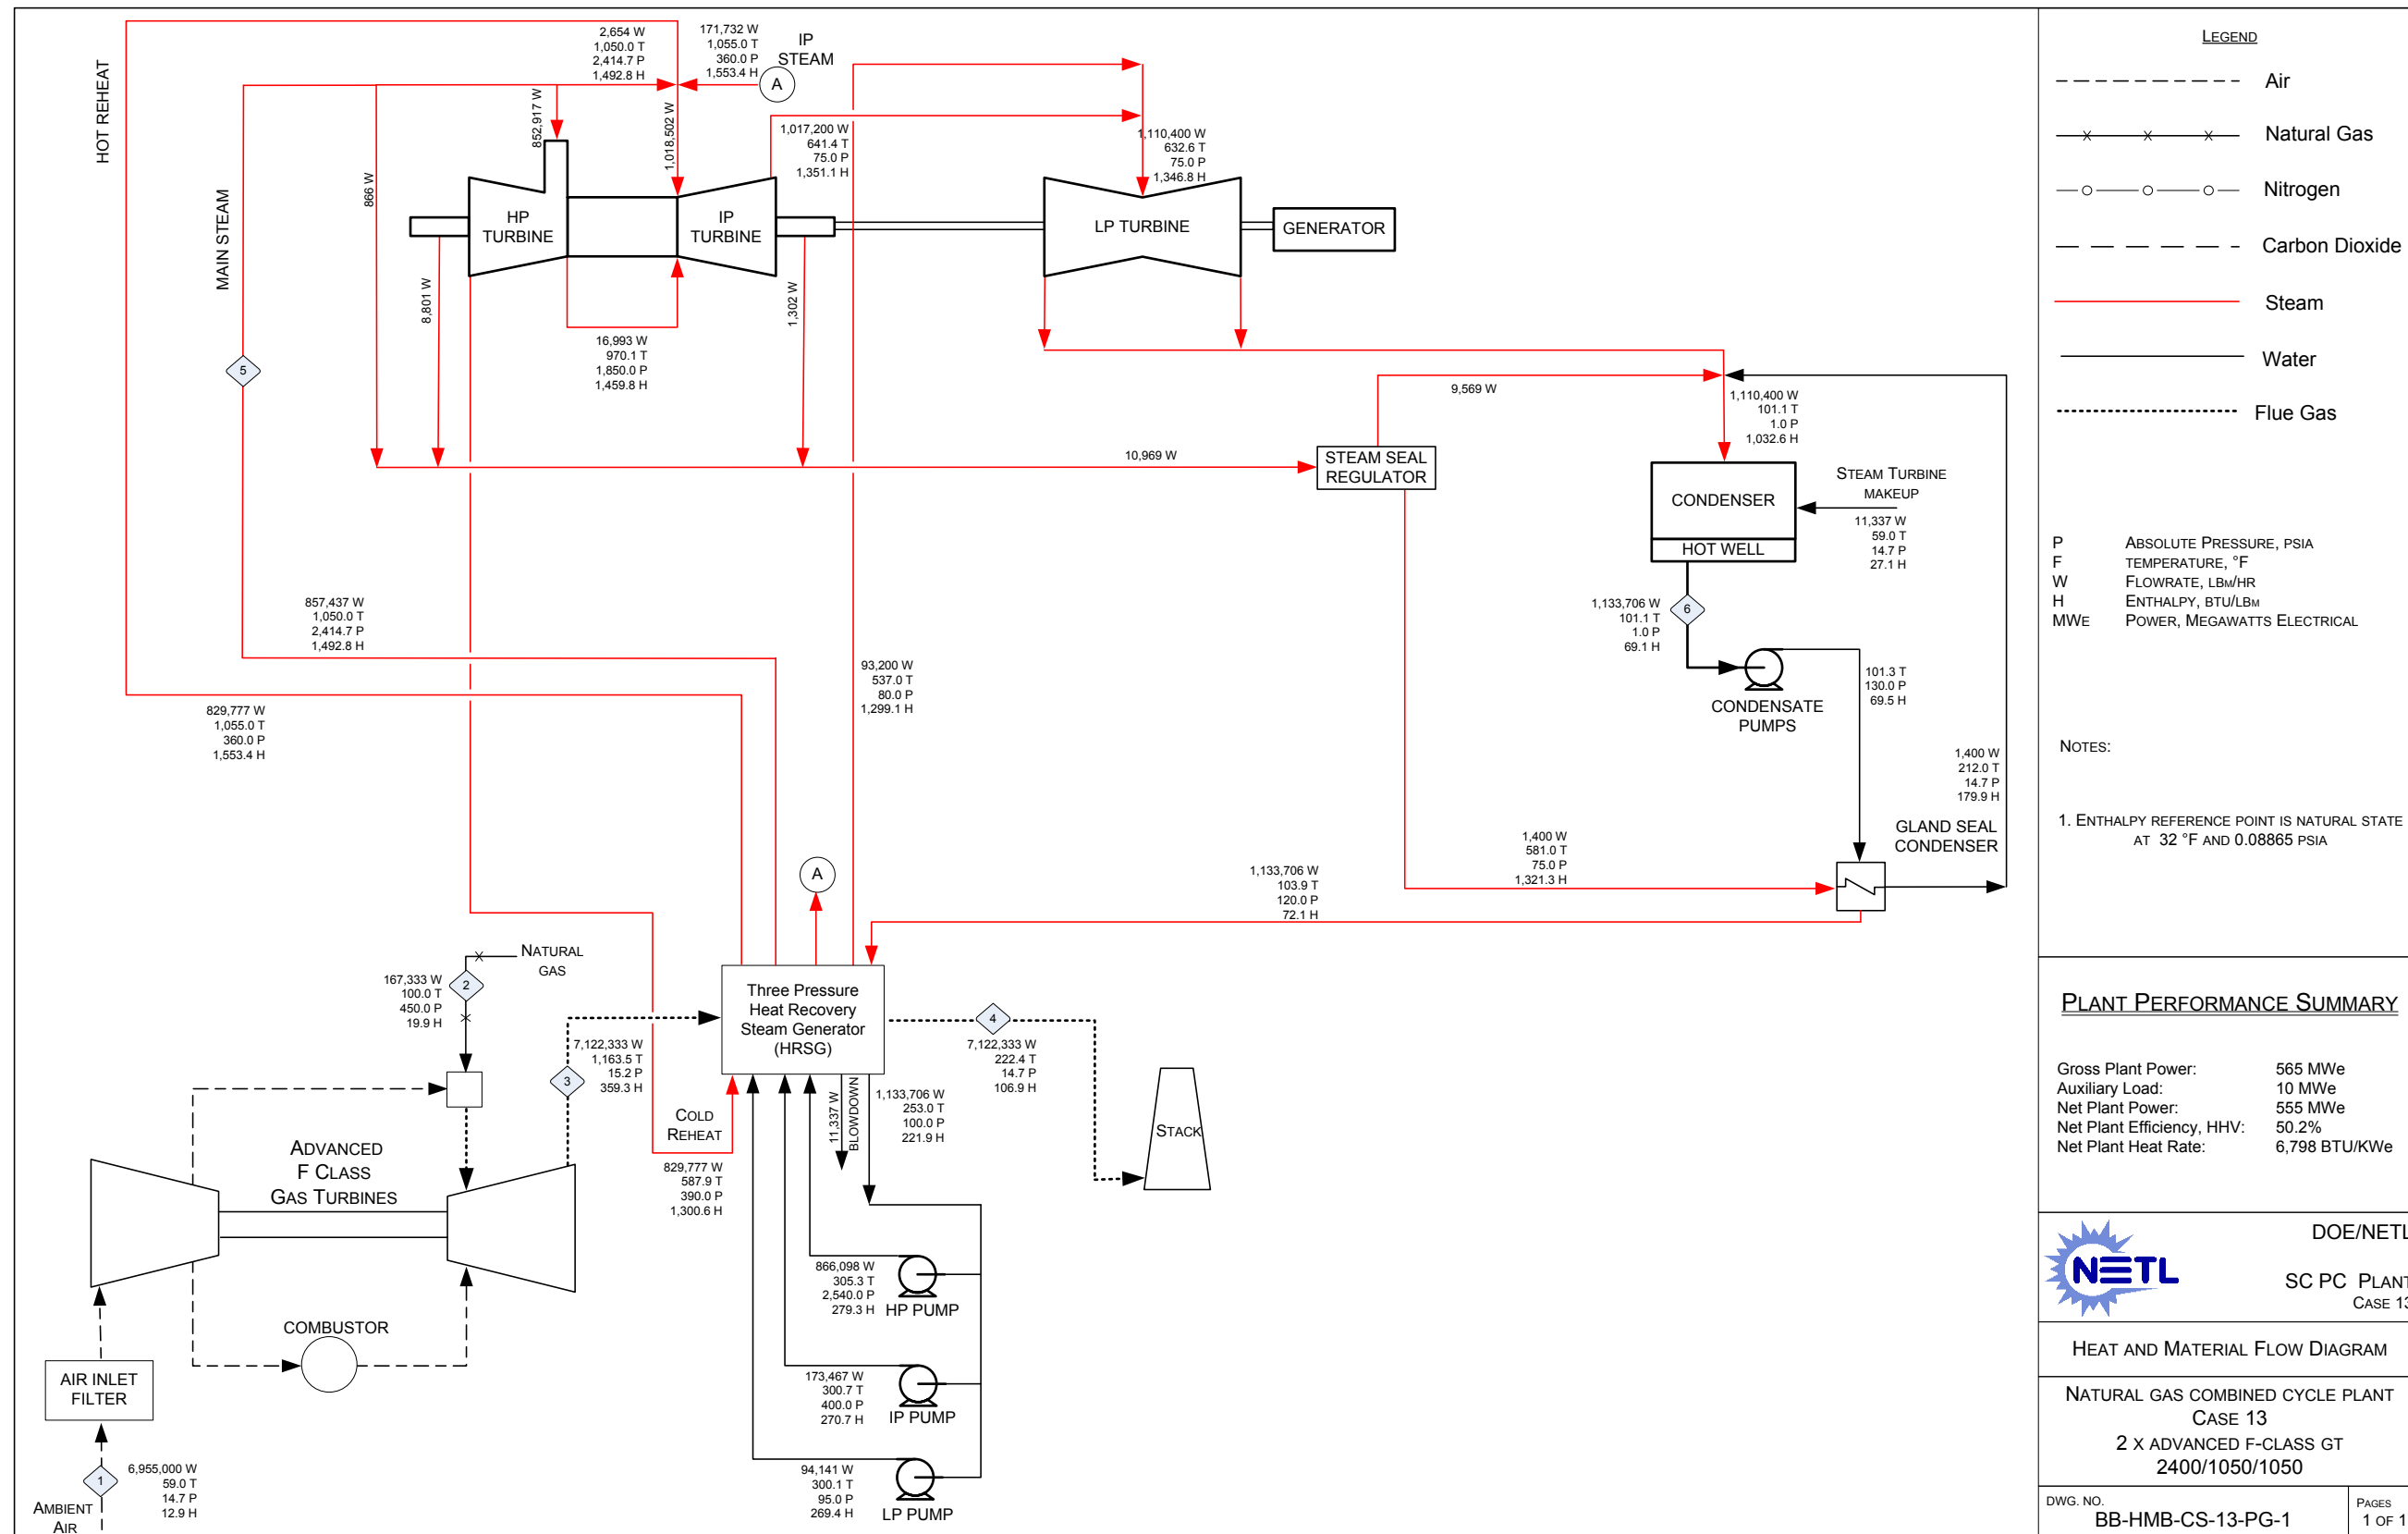 HOT REHEAT
2,654 W
1,050.0 T
2,414.7 P
1,492.8 H
171,732 W
1,055.0 T
360.0 P
1,553.4 H
IP
STEAM
A
MAIN STEAM
866 W
852,917 W
1,018,502 W
1,017,200 W
641.4 T
75.0 P
1,351.1 H
1,110,400 W
632.6 T
75.0 P
1,346.8 H
HP
TURBINE
IP
TURBINE
LP TURBINE
GENERATOR
8,801 W
1,302 W
16,993 W
970.1 T
1,850.0 P
1,459.8 H
5
10,969 W
STEAM SEAL
REGULATOR
9,569 W
1,110,400 W
101.1 T
1.0 P
1,032.6 H
CONDENSER
HOT WELL
STEAM TURBINE
MAKEUP
11,337 W
59.0 T
14.7 P
27.1 H
1,133,706 W
101.1 T
1.0 P
69.1 H
6
CONDENSATE
PUMPS
101.3 T
130.0 P
69.5 H
857,437 W
1,050.0 T
2,414.7 P
1,492.8 H
829,777 W
1,055.0 T
360.0 P
1,553.4 H
93,200 W
537.0 T
80.0 P
1,299.1 H
1,400 W
212.0 T
14.7 P
179.9 H
GLAND SEAL
CONDENSER
1,400 W
581.0 T
75.0 P
1,321.3 H
1,133,706 W
103.9 T
120.0 P
72.1 H
A
NATURAL
GAS
167,333 W
100.0 T
450.0 P
19.9 H
2
7,122,333 W
1,163.5 T
15.2 P
359.3 H
3
Three Pressure
Heat Recovery
Steam Generator
(HRSG)
4
7,122,333 W
222.4 T
14.7 P
106.9 H
STACK
COLD
REHEAT
829,777 W
587.9 T
390.0 P
1,300.6 H
11,337 W
BLOWDOWN
1,133,706 W
253.0 T
100.0 P
221.9 H
ADVANCED
F CLASS
GAS TURBINES
COMBUSTOR
AIR INLET
FILTER
1
6,955,000 W
59.0 T
14.7 P
12.9 H
AMBIENT
AIR
866,098 W
305.3 T
2,540.0 P
279.3 H
HP PUMP
173,467 W
300.7 T
400.0 P
270.7 H
IP PUMP
94,141 W
300.1 T
95.0 P
269.4 H
LP PUMP
LEGEND
Air
Natural Gas
Nitrogen
Carbon Dioxide
Steam
Water
Flue Gas
P ABSOLUTE PRESSURE, PSIA
F TEMPERATURE, °F
W FLOWRATE, LBM/HR
H ENTHALPY, BTU/LBM
MWE POWER, MEGAWATTS ELECTRICAL
NOTES:
1. ENTHALPY REFERENCE POINT IS NATURAL STATE
AT 32 °F AND 0.08865 PSIA
PLANT PERFORMANCE SUMMARY
Gross Plant Power: 565 MWe
Auxiliary Load: 10 MWe
Net Plant Power: 555 MWe
Net Plant Efficiency, HHV: 50.2%
Net Plant Heat Rate: 6,798 BTU/KWe
NETL
DOE/NETL
SC PC PLANT
CASE 13
HEAT AND MATERIAL FLOW DIAGRAM
NATURAL GAS COMBINED CYCLE PLANT
CASE 13
2 X ADVANCED F-CLASS GT
2400/1050/1050
DWG. NO.
BB-HMB-CS-13-PG-1
PAGES
1 OF 1